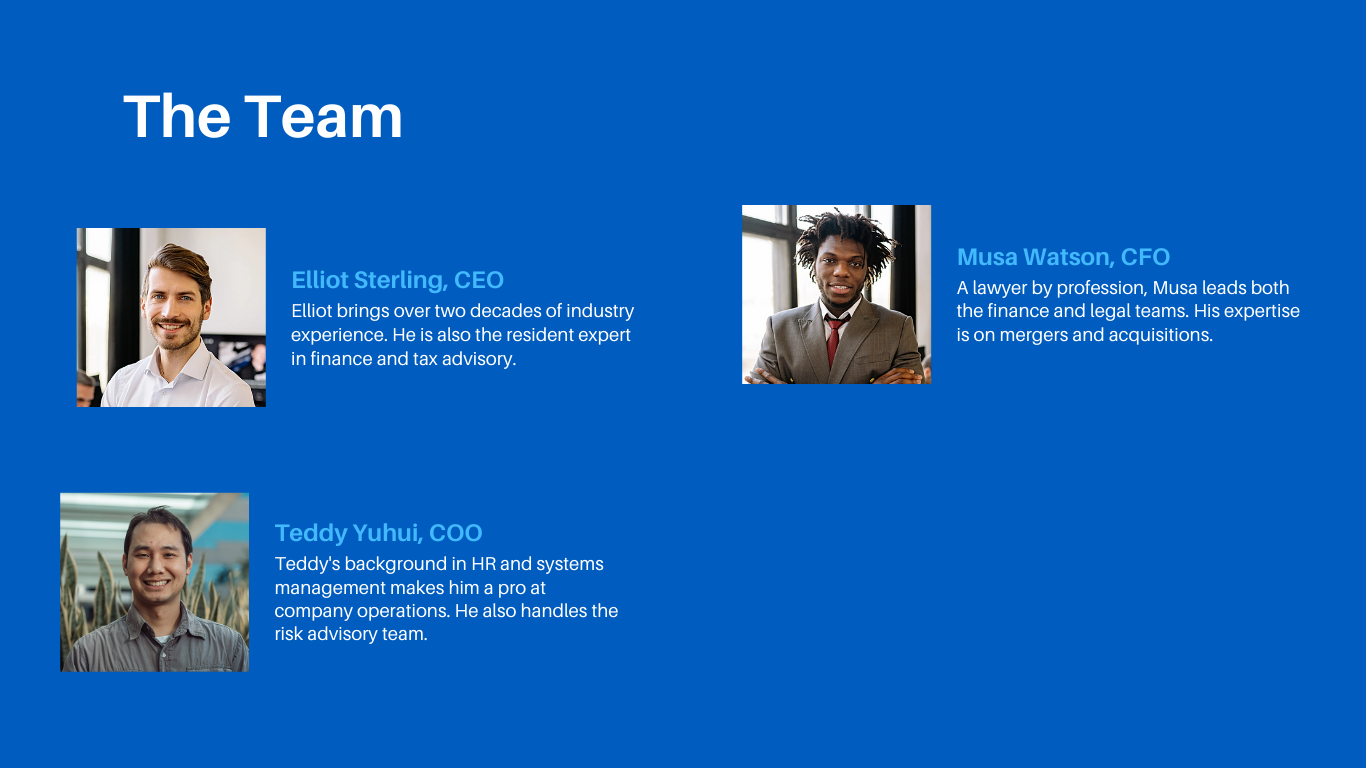 The Team
Elliot Sterling, CEO
Elliot brings over two decades of industry
experience. He is also the resident expert
in finance and tax advisory.
Musa Watson, CFO
A lawyer by profession, Musa leads both
the finance and legal teams. His expertise
is on mergers and acquisitions.
Teddy Yuhui, COO
Teddy's background in HR and systems
management makes him a pro at
company operations. He also handles the
risk advisory team.